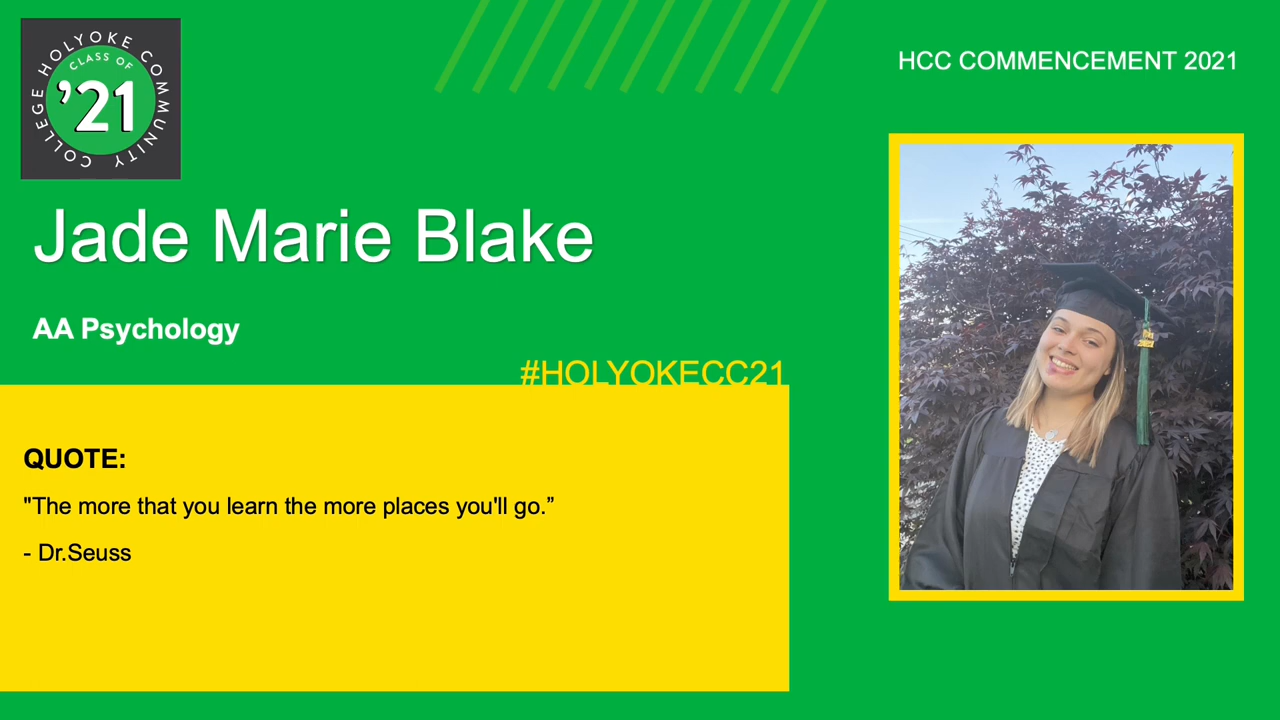 HOLYOKE COMMUNITY COLLEGE
CLASS OF
’21
HCC COMMENCEMENT 2021
Jade Marie Blake
AA Psychology
#HOLYOKECC21
QUOTE:
"The more that you learn the more places you'll go.”
- Dr.Seuss